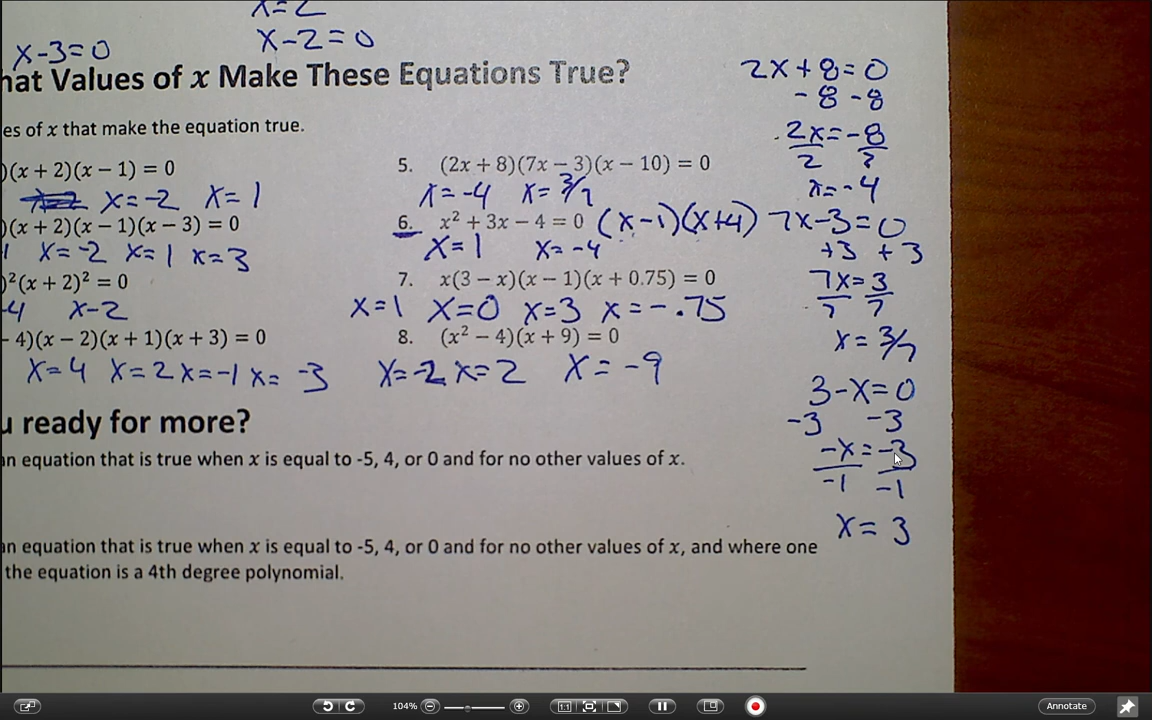 x=2
x-3=0
x-2=0
hat Values of x Make These Equations True?
es of x that make the equation true.
)(x + 2)(x − 1) = 0
x=-2 x=1
)(x + 2)(x − 1)(x − 3) = 0
x=-2 x=1 x=3
)²(x + 2)² = 0
-4 x-2
- 4)(x − 2)(x + 1)(x + 3) = 0
x=4 x=2 x=-1 x= -3
5. (2x + 8)(7x − 3)(x − 10) = 0
x=-4 x=3/7
6. x² + 3x − 4 = 0 (x-1)(x+4)
x=1 x=-4
7. x(3 − x)(x − 1)(x + 0.75) = 0
x=1 x=0 x=3 x=-.75
8. (x² − 4)(x + 9) = 0
x=-2 x=2 x=-9
2x+8=0
-8 -8
2x=-8
2 2
x=-4
7x-3=0
+3 +3
7x=3
7 7
x=3/7
3-x=0
-3 -3
-x=-3
-1 -1
x=3
u ready for more?
an equation that is true when x is equal to -5, 4, or 0 and for no other values of x.
an equation that is true when x is equal to -5, 4, or 0 and for no other values of x, and where one
the equation is a 4th degree polynomial.
104%
1:1
Annotate